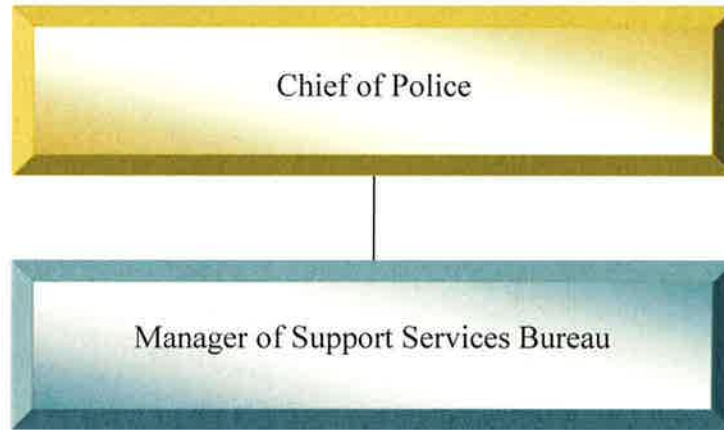 Chief of Police
Manager of Support Services Bureau